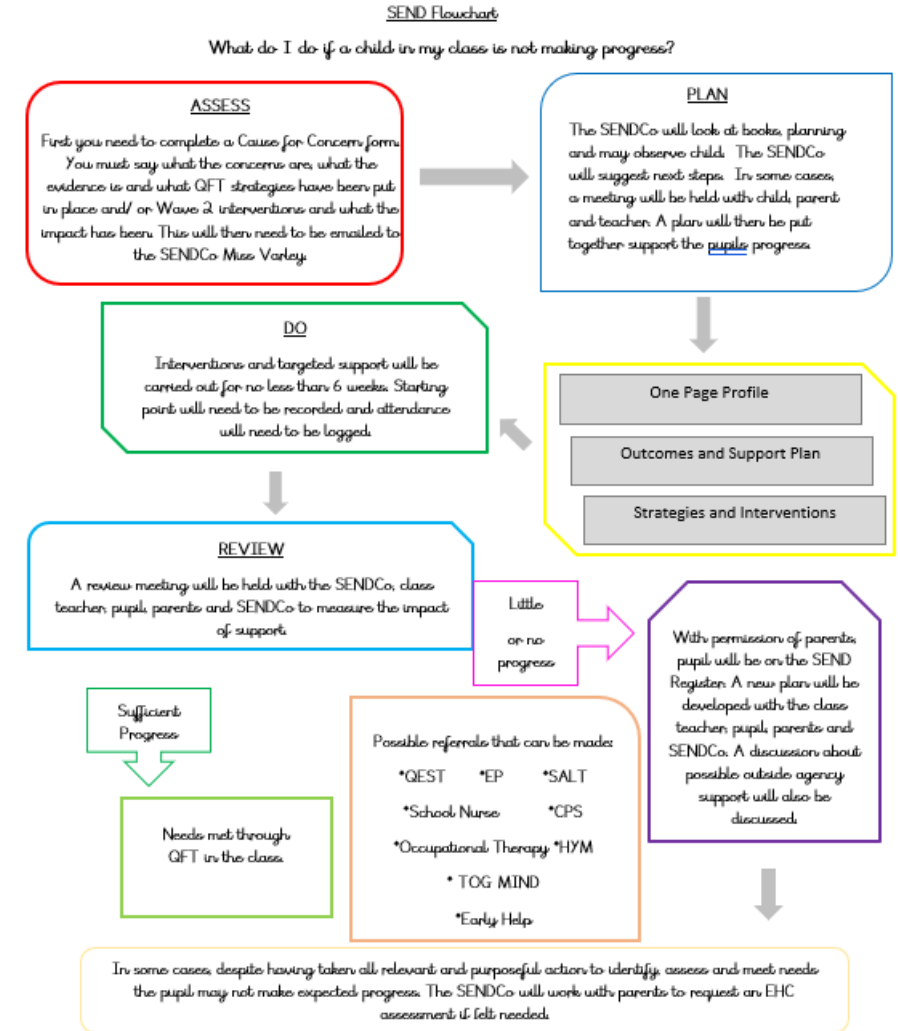 SEND Flowchart
What do I do if a child in my class is not making progress?
ASSESS
First you need to complete a Cause for Concern form.
You must say what the concerns are, what the
evidence is and what QFT strategies have been put
in place and/ or Wave 2 interventions and what the
impact has been. This will then need to be emailed to
the SENDCo Miss Varley.
PLAN
The SENDCo will look at books, planning
and may observe child. The SENDCo
will suggest next steps. In some cases,
a meeting will be held with child, parent
and teacher. A plan will then be put
together support the pupils progress.
One Page Profile
Outcomes and Support Plan
Strategies and Interventions
DO
Interventions and targeted support will be
carried out for no less than 6 weeks. Starting
point will need to be recorded and attendance
will need to be logged.
REVIEW
A review meeting will be held with the SENDCo, class
teacher, pupil, parents and SENDCo to measure the impact
of support.
Little
or no
progress
With permission of parents,
pupil will be on the SEND
Register. A new plan will be
developed with the class
teacher, pupil, parents and
SENDCo. A discussion about
possible outside agency
support will also be
discussed.
Sufficient
Progress
Needs met through
QFT in the class.
Possible referrals that can be made:
*QEST *EP *SALT
*School Nurse *CPS
*Occupational Therapy *HYM
* TOG MIND
*Early Help
In some cases, despite having taken all relevant and purposeful action to identify, assess and meet needs
the pupil may not make expected progress. The SENDCo will work with parents to request an EHC
assessment if felt needed.